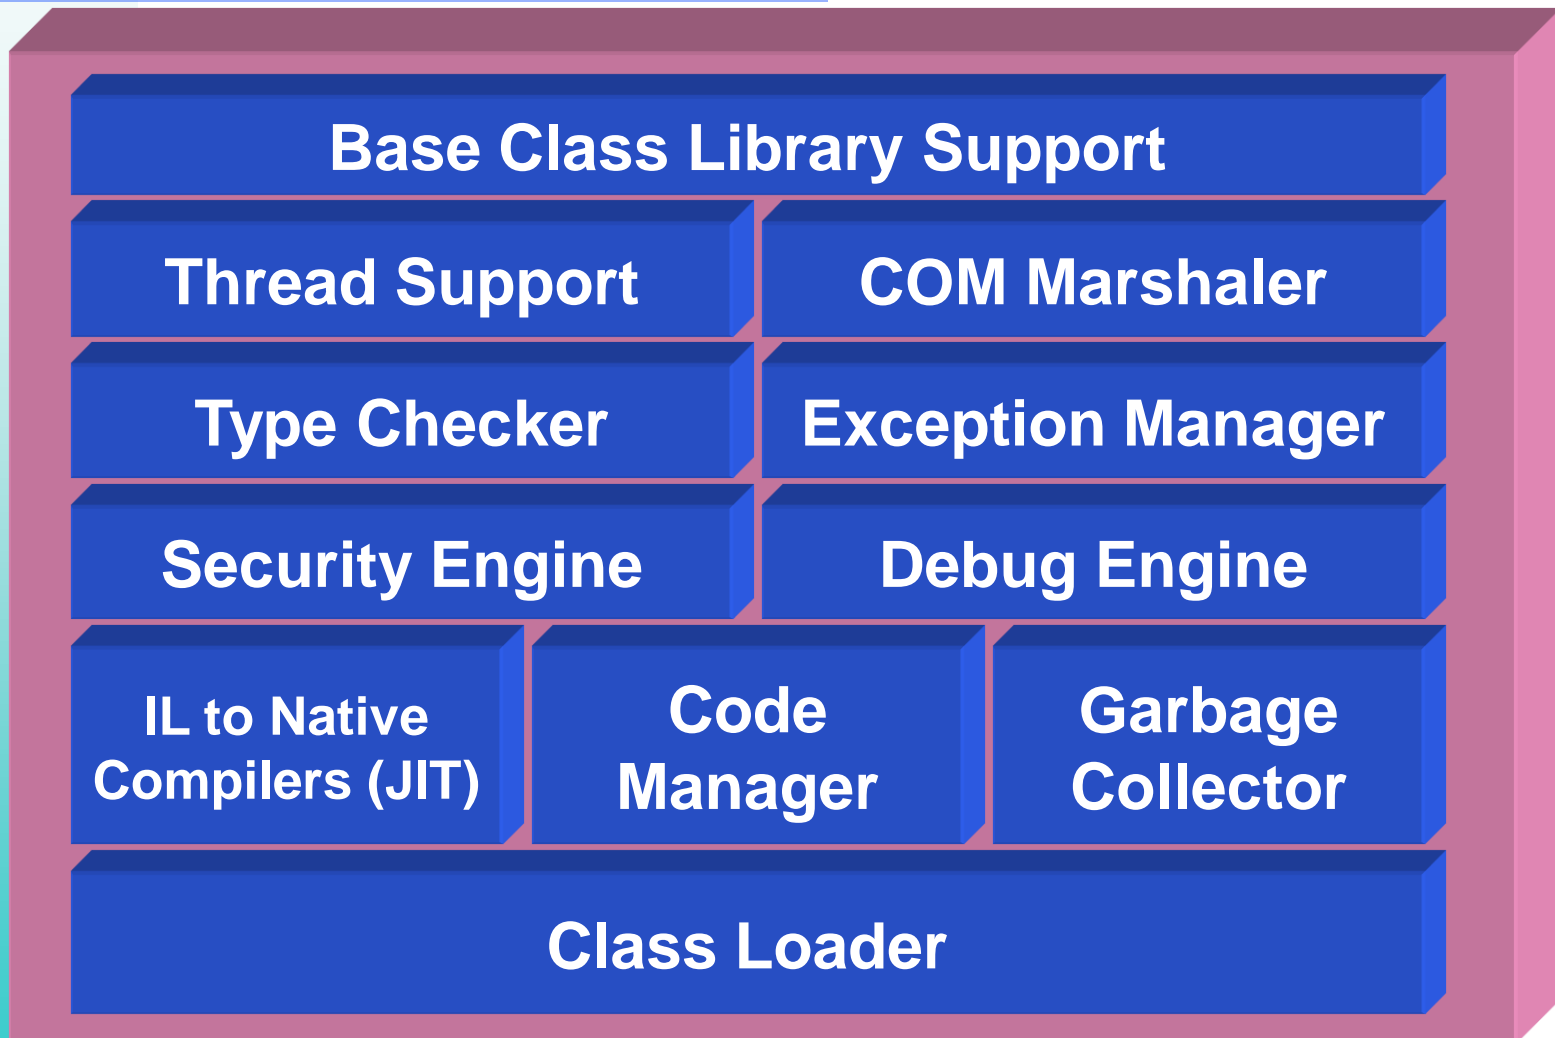 Base Class Library Support
Thread Support
COM Marshaler
Type Checker
Exception Manager
Security Engine
Debug Engine
IL to Native
Compilers (JIT)
Code
Manager
Garbage
Collector
Class Loader